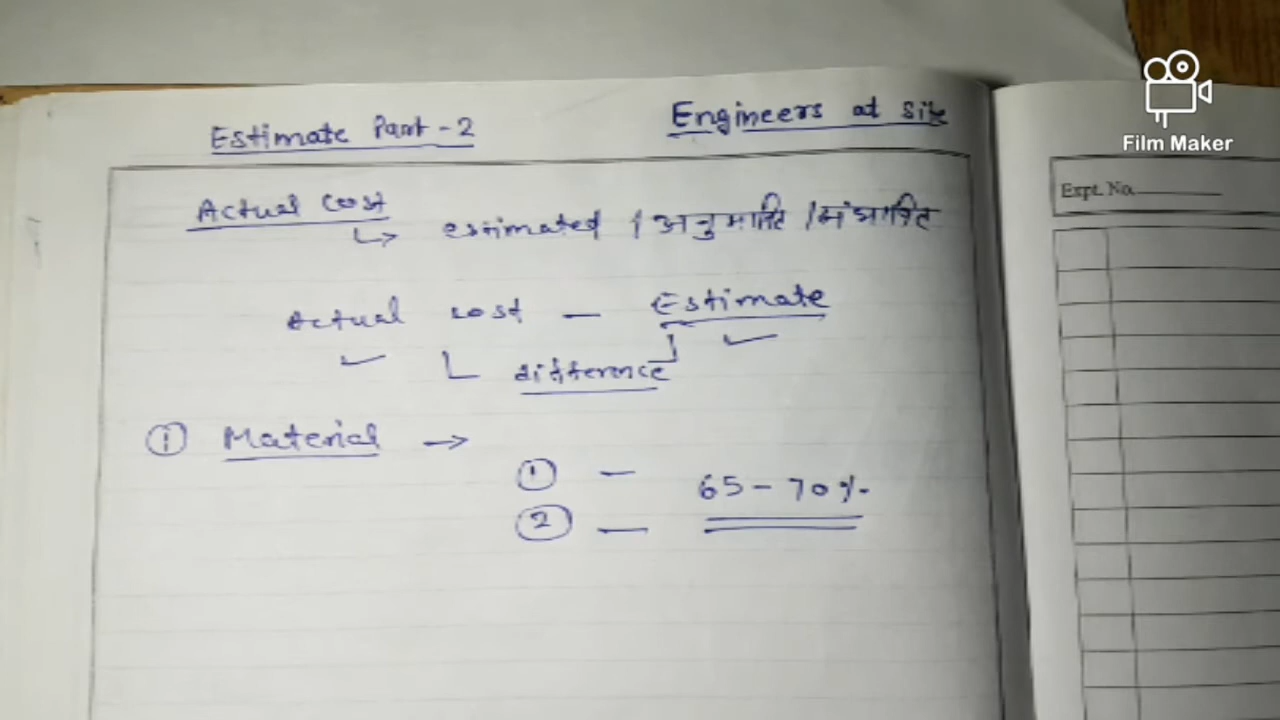 Estimate Part - 2
Engineers at Site
Film Maker
Expt. No.
Actual Cost
↳ estimated / अनुमानित / संभावित
Actual cost — Estimate
difference
① Material →
① — 65 - 70%
② —